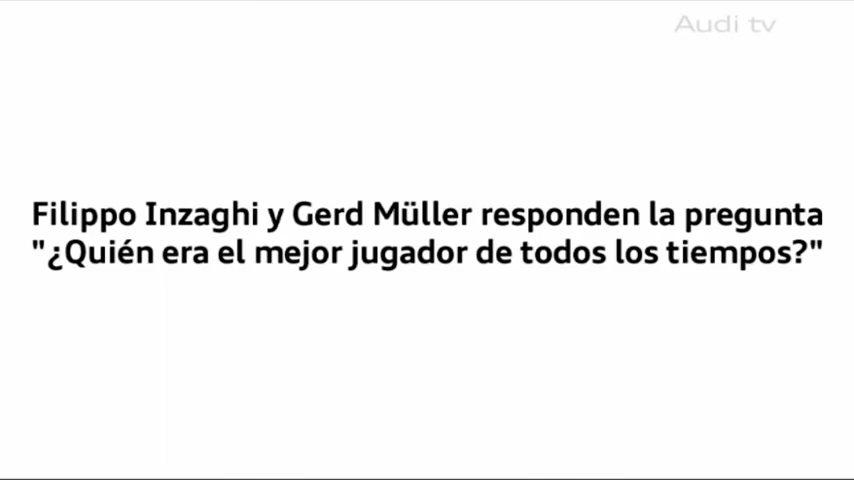 Audi tv
Filippo Inzaghi y Gerd Müller responden la pregunta
"¿Quién era el mejor jugador de todos los tiempos?"